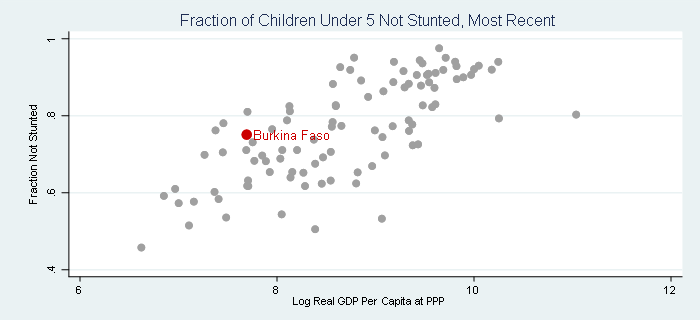 Fraction of Children Under 5 Not Stunted, Most Recent
Fraction Not Stunted
1
.8
.6
.4
Burkina Faso
6
8
10
12
Log Real GDP Per Capita at PPP